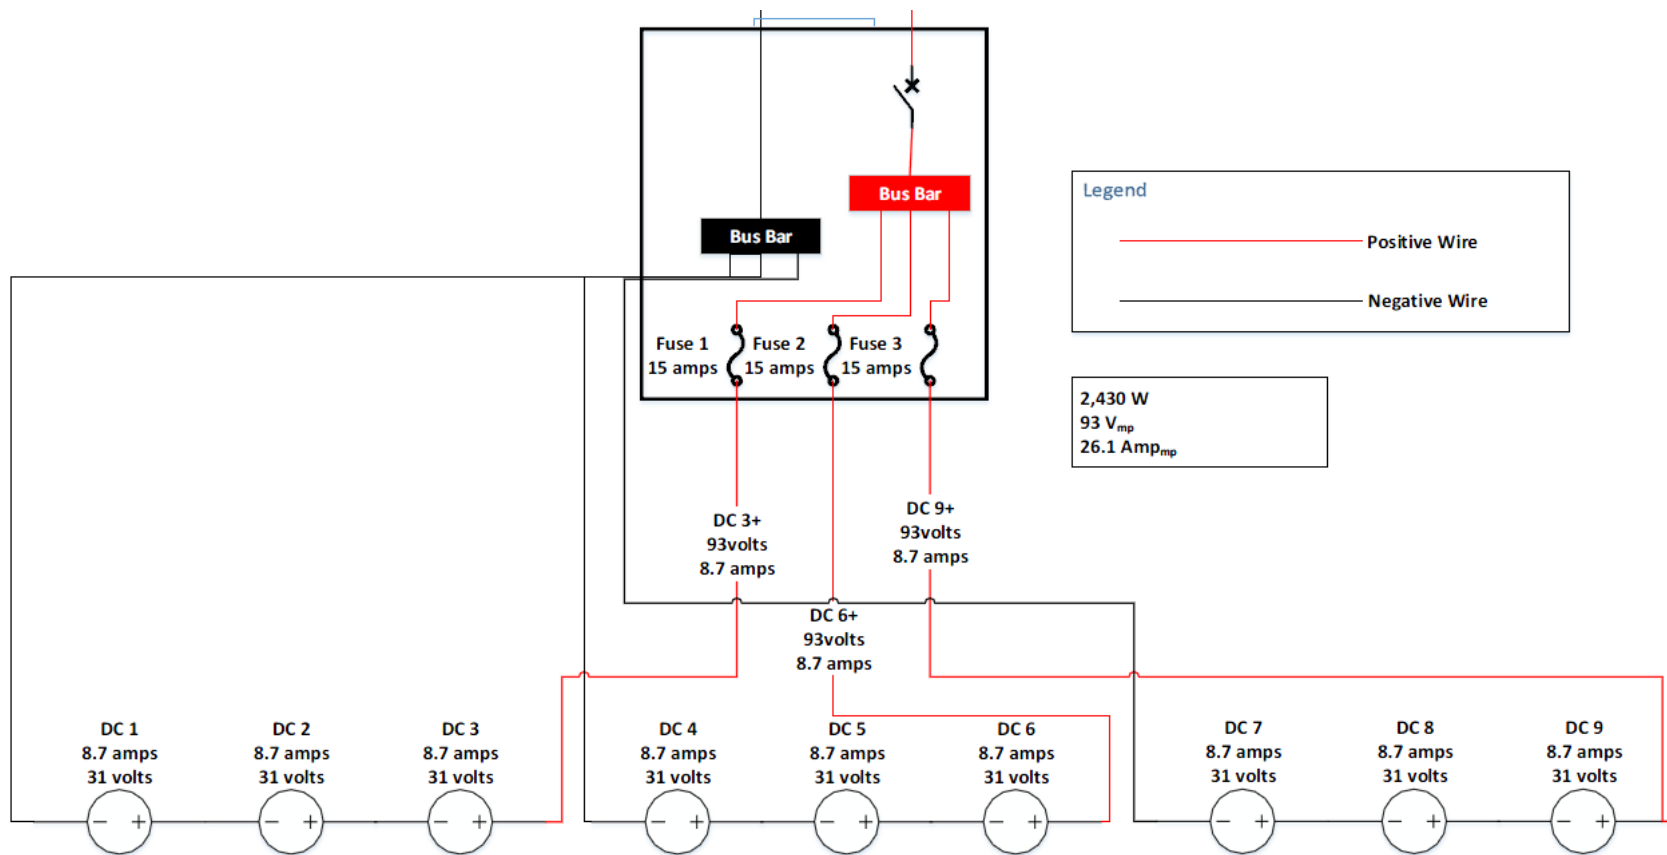 Bus Bar
Bus Bar
Legend
Positive Wire
Negative Wire
Fuse 1
15 amps
Fuse 2
15 amps
Fuse 3
15 amps
2,430 W
93 Vmp
26.1 Ampmp
DC 3+
93volts
8.7 amps
DC 9+
93volts
8.7 amps
DC 6+
93volts
8.7 amps
DC 1
8.7 amps
31 volts
DC 2
8.7 amps
31 volts
DC 3
8.7 amps
31 volts
DC 4
8.7 amps
31 volts
DC 5
8.7 amps
31 volts
DC 6
8.7 amps
31 volts
DC 7
8.7 amps
31 volts
DC 8
8.7 amps
31 volts
DC 9
8.7 amps
31 volts
− +
− +
− +
− +
− +
− +
− +
− +
− +